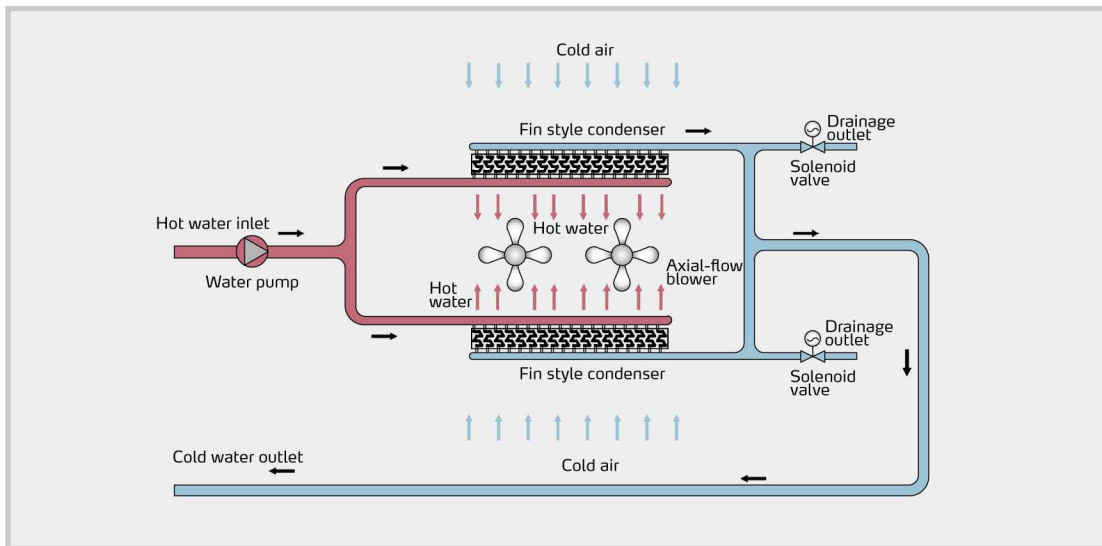 Cold air
Fin style condenser
Drainage
outlet
Solenoid
valve
Hot water inlet
Water pump
Hot water
Hot
water
Axial-flow
blower
Drainage
outlet
Fin style condenser
Solenoid
valve
Cold water outlet
Cold air